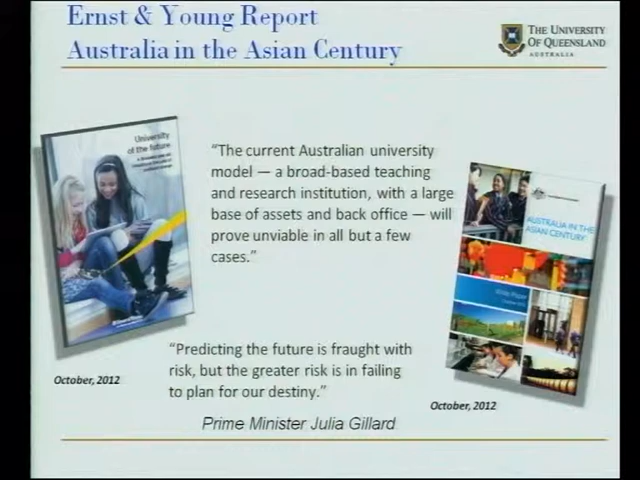 Ernst & Young Report
Australia in the Asian Century
THE UNIVERSITY
OF QUEENSLAND
AUSTRALIA
University
of the future
"The current Australian university
model — a broad-based teaching
and research institution, with a large
base of assets and back office — will
prove unviable in all but a few
cases."
AUSTRALIA IN THE
ASIAN CENTURY
White Paper
"Predicting the future is fraught with
risk, but the greater risk is in failing
to plan for our destiny."
October, 2012
October, 2012
Prime Minister Julia Gillard